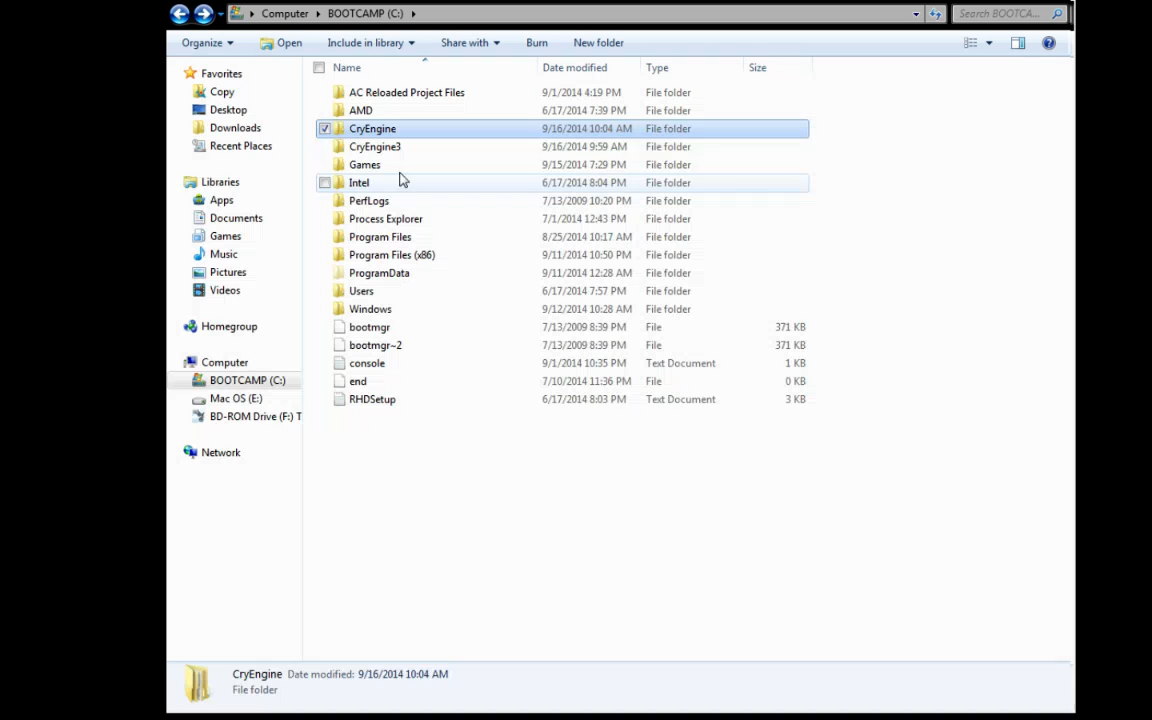 Computer BOOTCAMP (C:) Search BOOTCA...
Organize Open Include in library Share with Burn New folder
Favorites
Copy
Desktop
Downloads
Recent Places
Libraries
Apps
Documents
Games
Music
Pictures
Videos
Homegroup
Computer
BOOTCAMP (C:)
Mac OS (E:)
BD-ROM Drive (F:) T
Network
Name Date modified Type Size
AC Reloaded Project Files 9/1/2014 4:19 PM File folder
AMD 6/17/2014 7:39 PM File folder
CryEngine 9/16/2014 10:04 AM File folder
CryEngine3 9/16/2014 9:59 AM File folder
Games 9/15/2014 7:29 PM File folder
Intel 6/17/2014 8:04 PM File folder
PerfLogs 7/13/2009 10:20 PM File folder
Process Explorer 7/1/2014 12:43 PM File folder
Program Files 8/25/2014 10:17 AM File folder
Program Files (x86) 9/11/2014 10:50 PM File folder
ProgramData 9/11/2014 12:28 AM File folder
Users 6/17/2014 7:57 PM File folder
Windows 9/12/2014 10:28 AM File folder
bootmgr 7/13/2009 8:39 PM File 371 KB
bootmgr~2 7/13/2009 8:39 PM File 371 KB
console 9/1/2014 10:35 PM Text Document 1 KB
end 7/10/2014 11:36 PM File 0 KB
RHDSetup 6/17/2014 8:03 PM Text Document 3 KB
CryEngine Date modified: 9/16/2014 10:04 AM
File folder